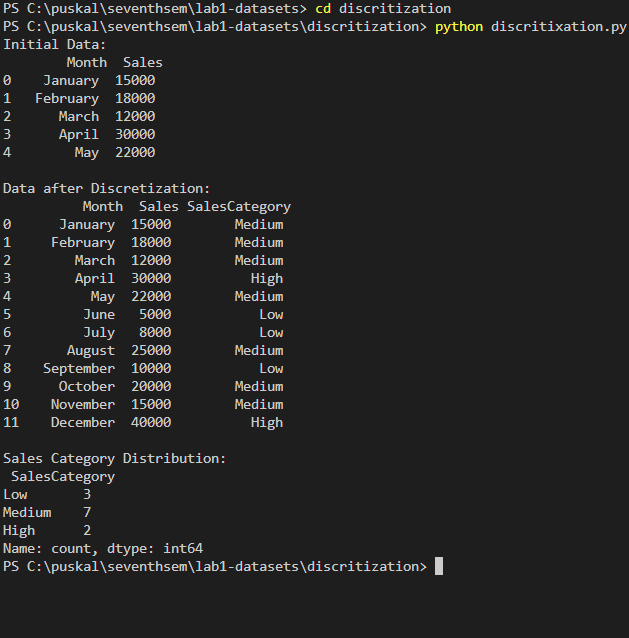 PS C:\puskal\seventhsem\lab1-datasets> cd discritization
PS C:\puskal\seventhsem\lab1-datasets\discritization> python discritixation.py
Initial Data:
        Month  Sales
0     January  15000
1    February  18000
2       March  12000
3       April  30000
4         May  22000

Data after Discretization:
          Month  Sales SalesCategory
0       January  15000        Medium
1      February  18000        Medium
2         March  12000        Medium
3         April  30000          High
4           May  22000        Medium
5          June   5000           Low
6          July   8000           Low
7        August  25000        Medium
8     September  10000           Low
9       October  20000        Medium
10     November  15000        Medium
11     December  40000          High

Sales Category Distribution:
 SalesCategory
Low       3
Medium    7
High      2
Name: count, dtype: int64
PS C:\puskal\seventhsem\lab1-datasets\discritization>